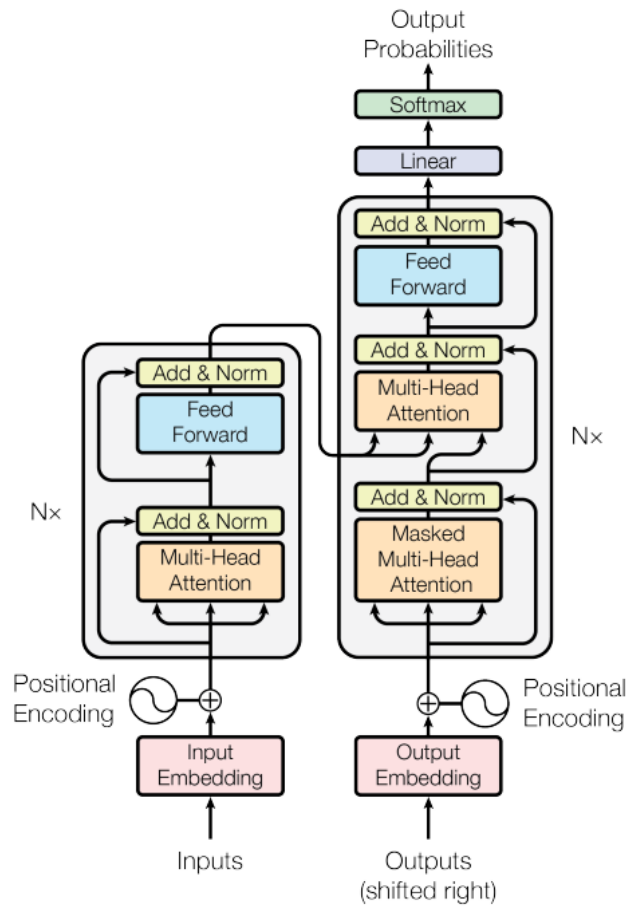 Output
Probabilities
Softmax
Linear
Add & Norm
Feed
Forward
Add & Norm
Multi-Head
Attention
Add & Norm
Masked
Multi-Head
Attention
Nx
Add & Norm
Feed
Forward
Add & Norm
Multi-Head
Attention
Nx
Positional
Encoding
Positional
Encoding
Input
Embedding
Output
Embedding
Inputs
Outputs
(shifted right)